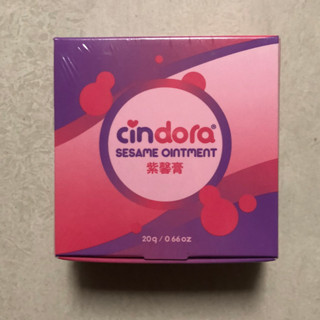 cindora®
SESAME OINTMENT
紫馨膏
20g / 0.66oz